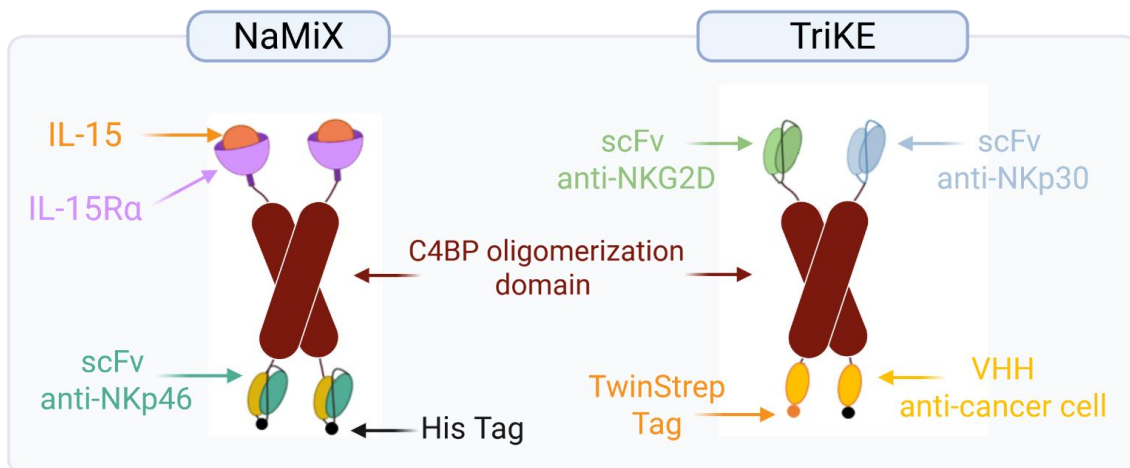 NaMiX
TriKE
IL-15
IL-15Rα
scFv
anti-NKG2D
scFv
anti-NKp30
C4BP oligomerization
domain
scFv
anti-NKp46
His Tag
TwinStrep
Tag
VHH
anti-cancer cell